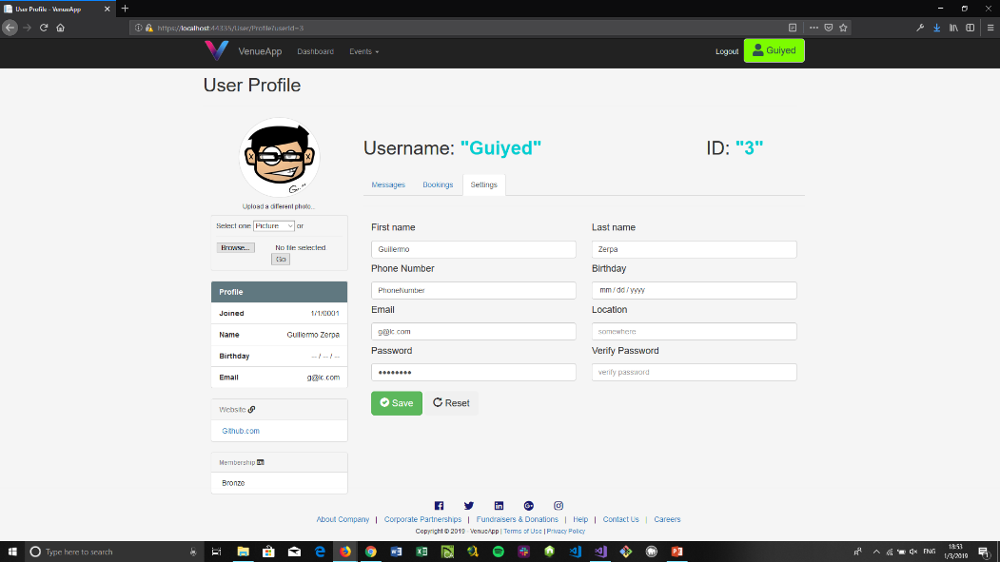 User Profile - VenueApp
https://localhost:44335/User/Profile?userId=3
VenueApp
Dashboard
Events
Logout
Guiyed
User Profile
Username: "Guiyed"
ID: "3"
Upload a different photo...
Select one Picture or
Browse... No file selected
Go
Messages
Bookings
Settings
First name
Last name
Guillermo
Zerpa
Phone Number
Birthday
PhoneNumber
mm / dd / yyyy
Email
Location
g@lc.com
somewhere
Password
Verify Password
verify password
Save
Reset
Profile
Joined 1/1/0001
Name Guillermo Zerpa
Birthday -- / -- / --
Email g@lc.com
Website
Github.com
Membership
Bronze
About Company | Corporate Partnerships | Fundraisers & Donations | Help | Contact Us | Careers
Copyright © 2019 - VenueApp | Terms of Use | Privacy Policy
Type here to search
ENG
18:53
1/3/2019